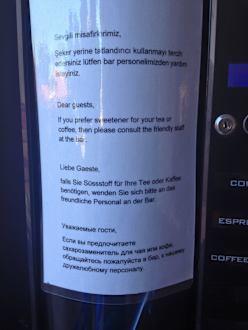 Sevgili misafirlerimiz,
Şeker yerine tatlandırıcı kullanmayı tercih
ederseniz lütfen bar personelimizden yardım
isteyiniz.
Dear guests,
If you prefer sweetener for your tea or
coffee, then please consult the friendly staff
at the bar.
Liebe Gaeste,
falls Sie Süssstoff für Ihre Tee oder Kaffee
benötigen, wenden Sie sich bitte an das
freundliche Personal an der Bar.
Уважаемые гости,
Если вы предпочитаете
сахарозаменитель для чая или кофе,
обращайтесь пожалуйста в бар, к нашему
дружелюбному персоналу.
ESPRE
COFFEE